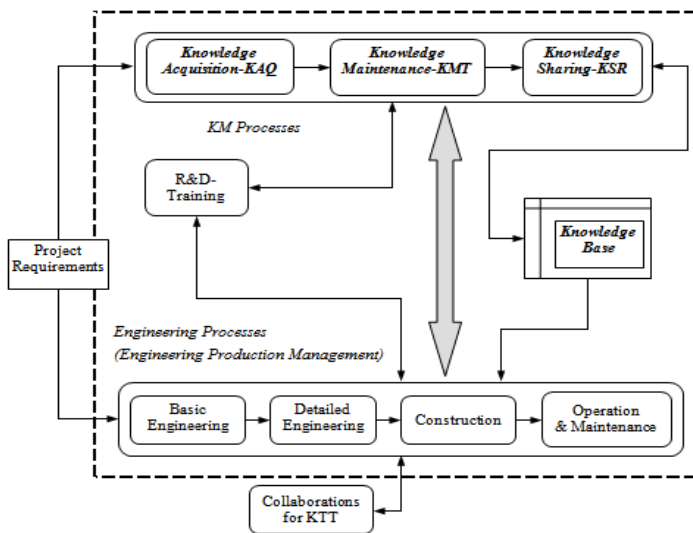 Knowledge
Acquisition-KAQ
Knowledge
Maintenance-KMT
Knowledge
Sharing-KSR
KM Processes
R&D-
Training
Knowledge
Base
Project
Requirements
Engineering Processes
(Engineering Production Management)
Basic
Engineering
Detailed
Engineering
Construction
Operation
& Maintenance
Collaborations
for KTT